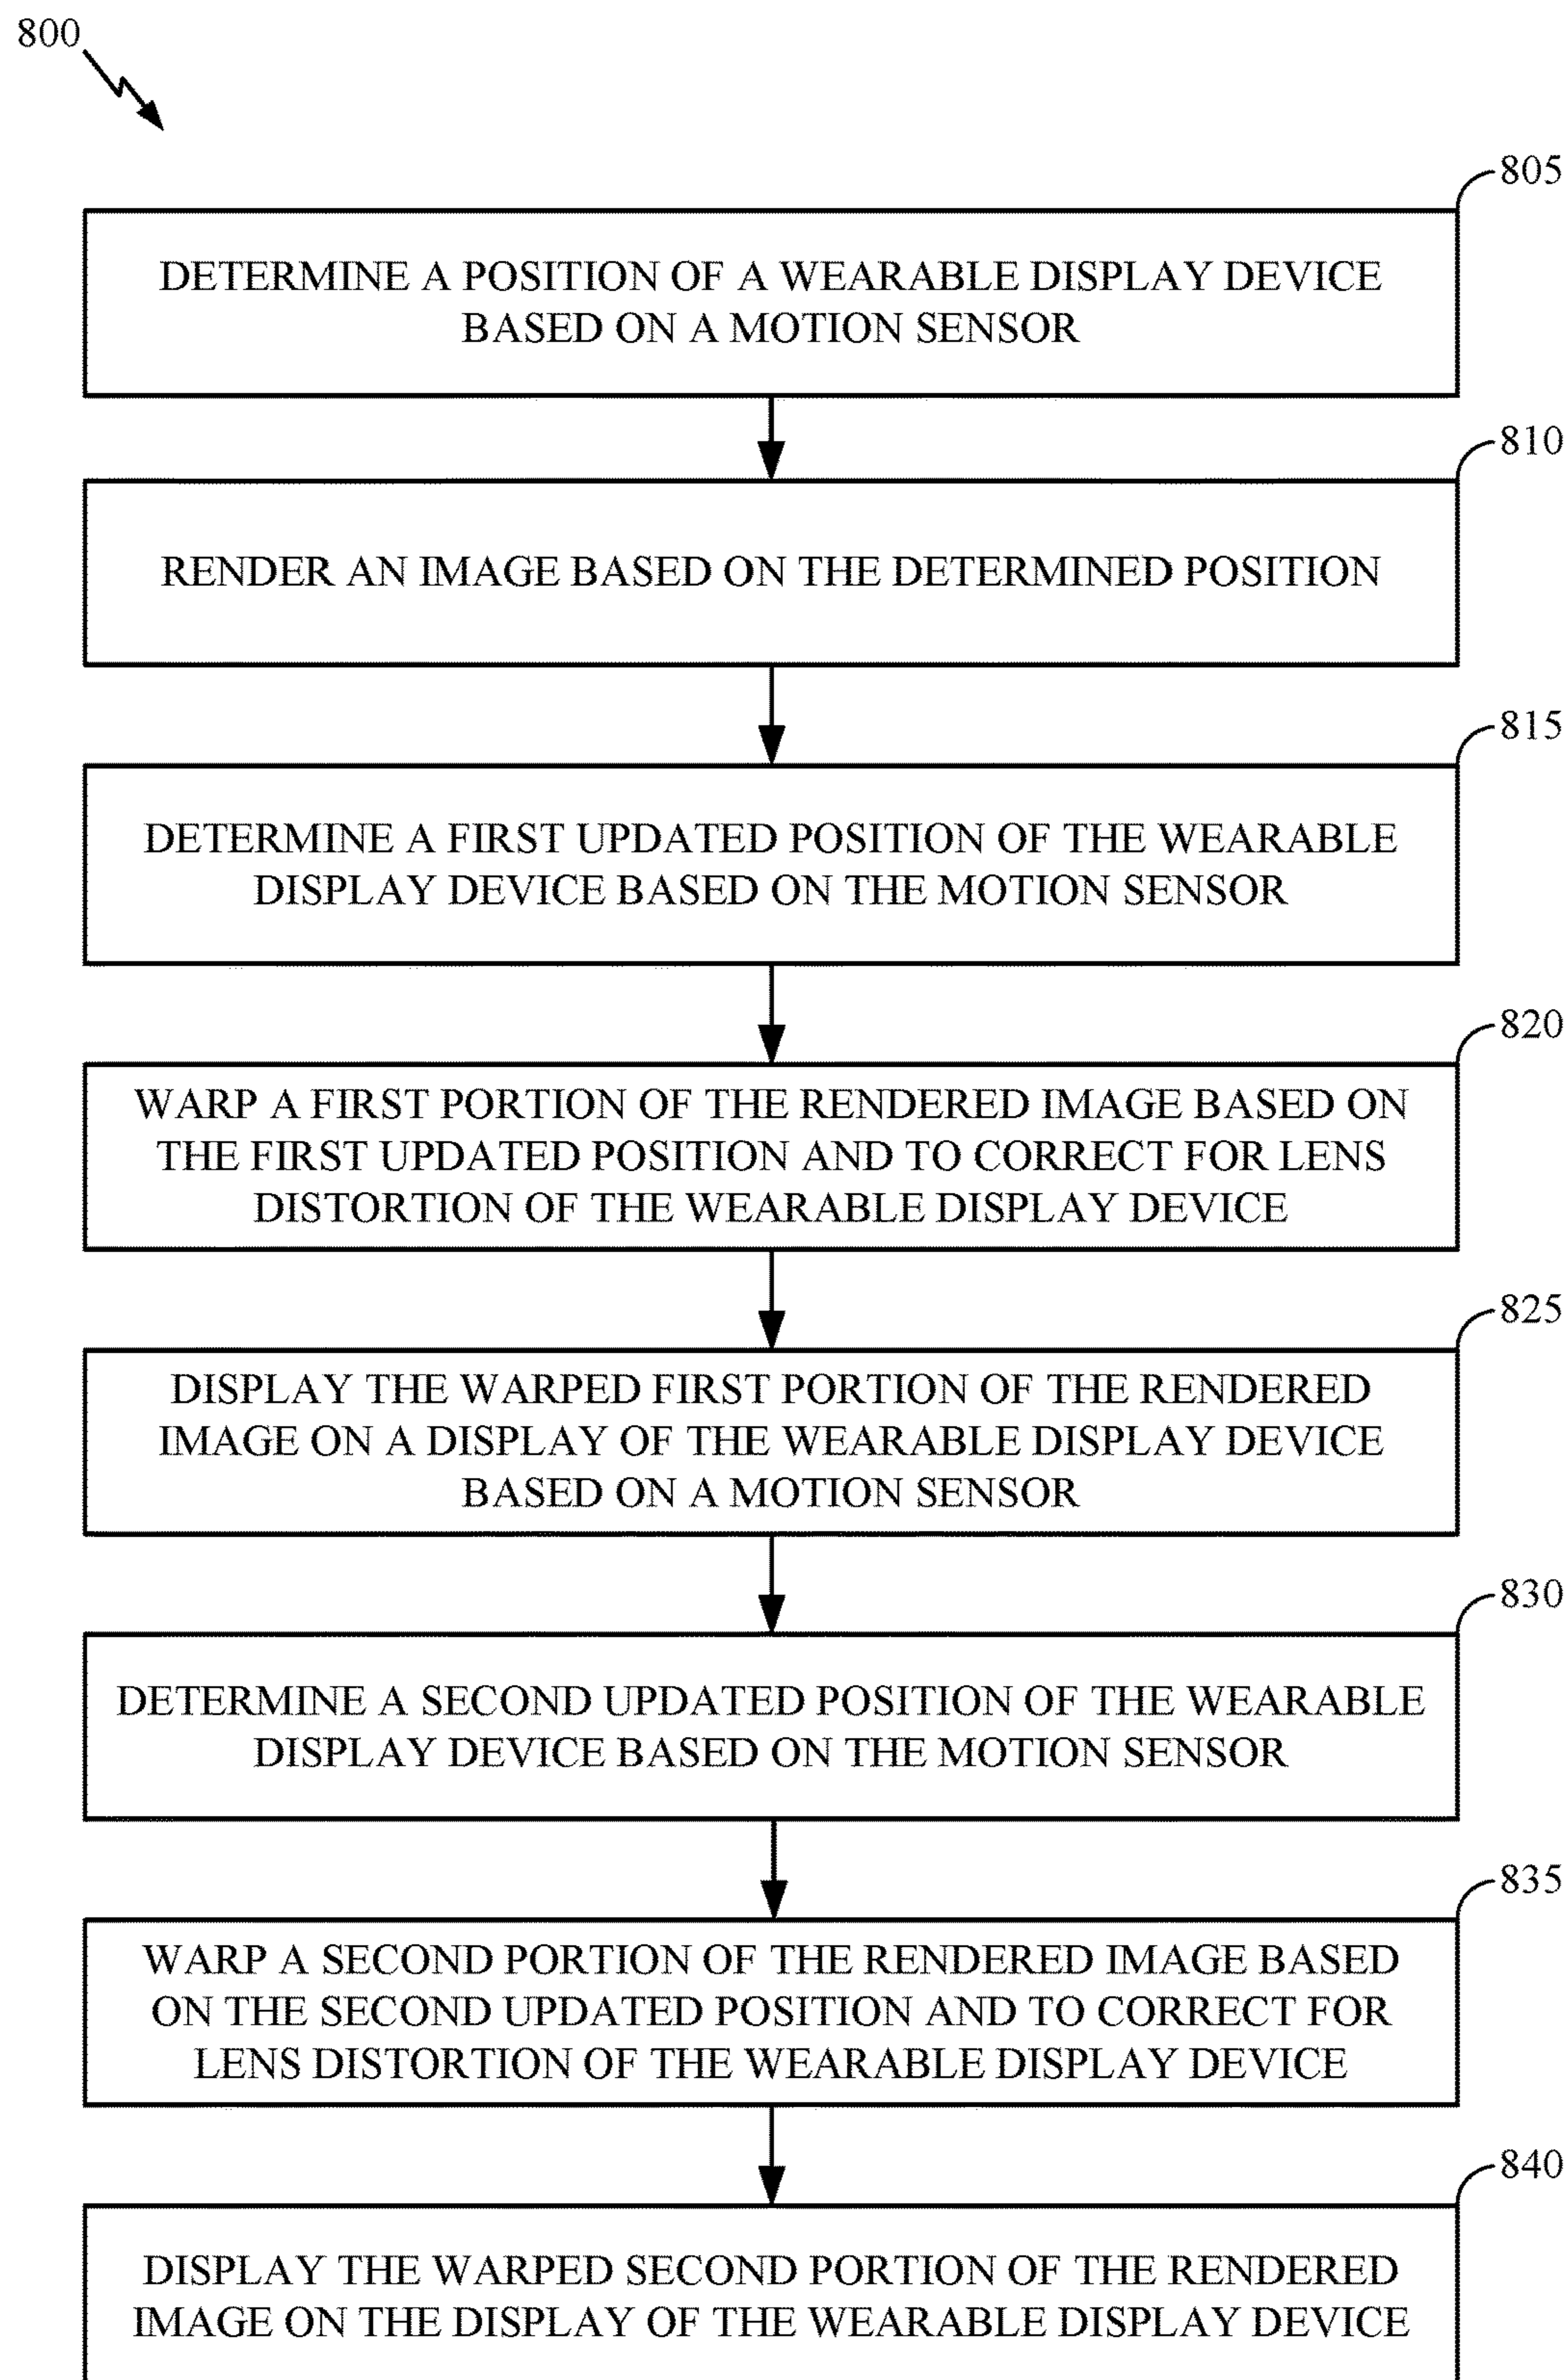 800
805
DETERMINE A POSITION OF A WEARABLE DISPLAY DEVICE
BASED ON A MOTION SENSOR
810
RENDER AN IMAGE BASED ON THE DETERMINED POSITION
815
DETERMINE A FIRST UPDATED POSITION OF THE WEARABLE
DISPLAY DEVICE BASED ON THE MOTION SENSOR
820
WARP A FIRST PORTION OF THE RENDERED IMAGE BASED ON
THE FIRST UPDATED POSITION AND TO CORRECT FOR LENS
DISTORTION OF THE WEARABLE DISPLAY DEVICE
825
DISPLAY THE WARPED FIRST PORTION OF THE RENDERED
IMAGE ON A DISPLAY OF THE WEARABLE DISPLAY DEVICE
BASED ON A MOTION SENSOR
830
DETERMINE A SECOND UPDATED POSITION OF THE WEARABLE
DISPLAY DEVICE BASED ON THE MOTION SENSOR
835
WARP A SECOND PORTION OF THE RENDERED IMAGE BASED
ON THE SECOND UPDATED POSITION AND TO CORRECT FOR
LENS DISTORTION OF THE WEARABLE DISPLAY DEVICE
840
DISPLAY THE WARPED SECOND PORTION OF THE RENDERED
IMAGE ON THE DISPLAY OF THE WEARABLE DISPLAY DEVICE